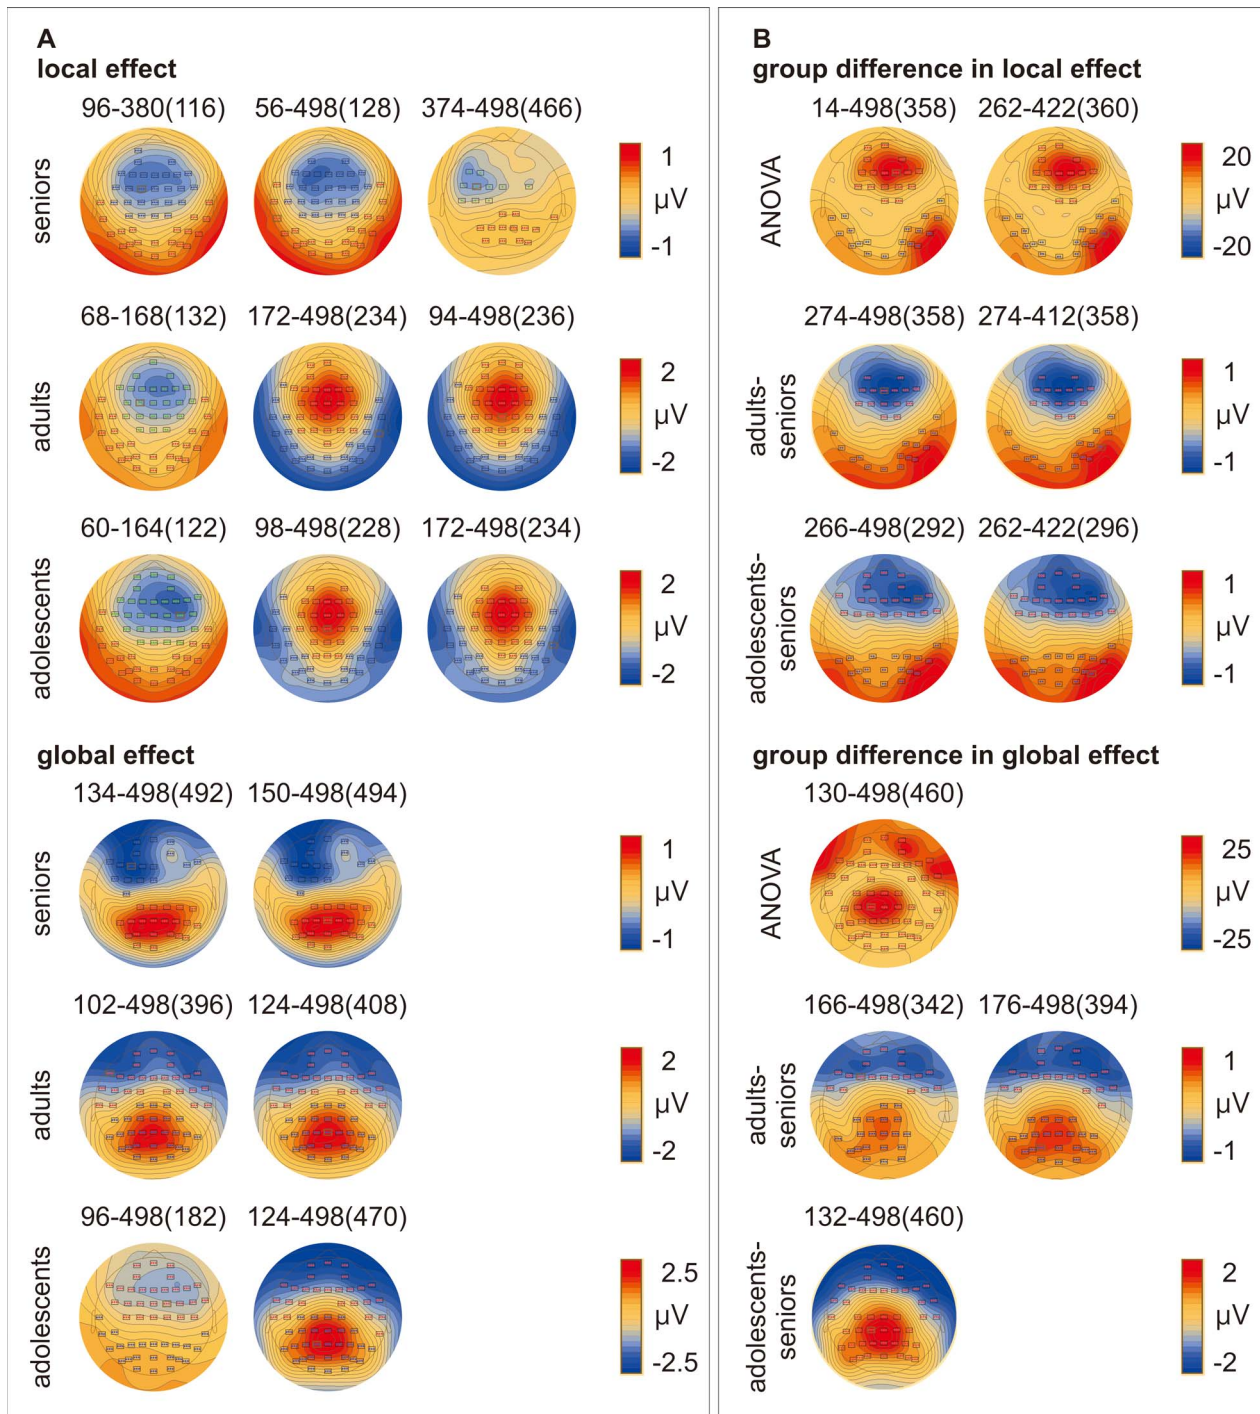 A
local effect
96-380(116) 56-498(128) 374-498(466)
seniors
1
µV
-1
68-168(132) 172-498(234) 94-498(236)
adults
2
µV
-2
60-164(122) 98-498(228) 172-498(234)
adolescents
2
µV
-2
global effect
134-498(492) 150-498(494)
seniors
1
µV
-1
102-498(396) 124-498(408)
adults
2
µV
-2
96-498(182) 124-498(470)
adolescents
2.5
µV
-2.5
B
group difference in local effect
14-498(358) 262-422(360)
ANOVA
20
µV
-20
274-498(358) 274-412(358)
adults-
seniors
1
µV
-1
266-498(292) 262-422(296)
adolescents-
seniors
1
µV
-1
group difference in global effect
130-498(460)
ANOVA
25
µV
-25
166-498(342) 176-498(394)
adults-
seniors
1
µV
-1
132-498(460)
adolescents-
seniors
2
µV
-2